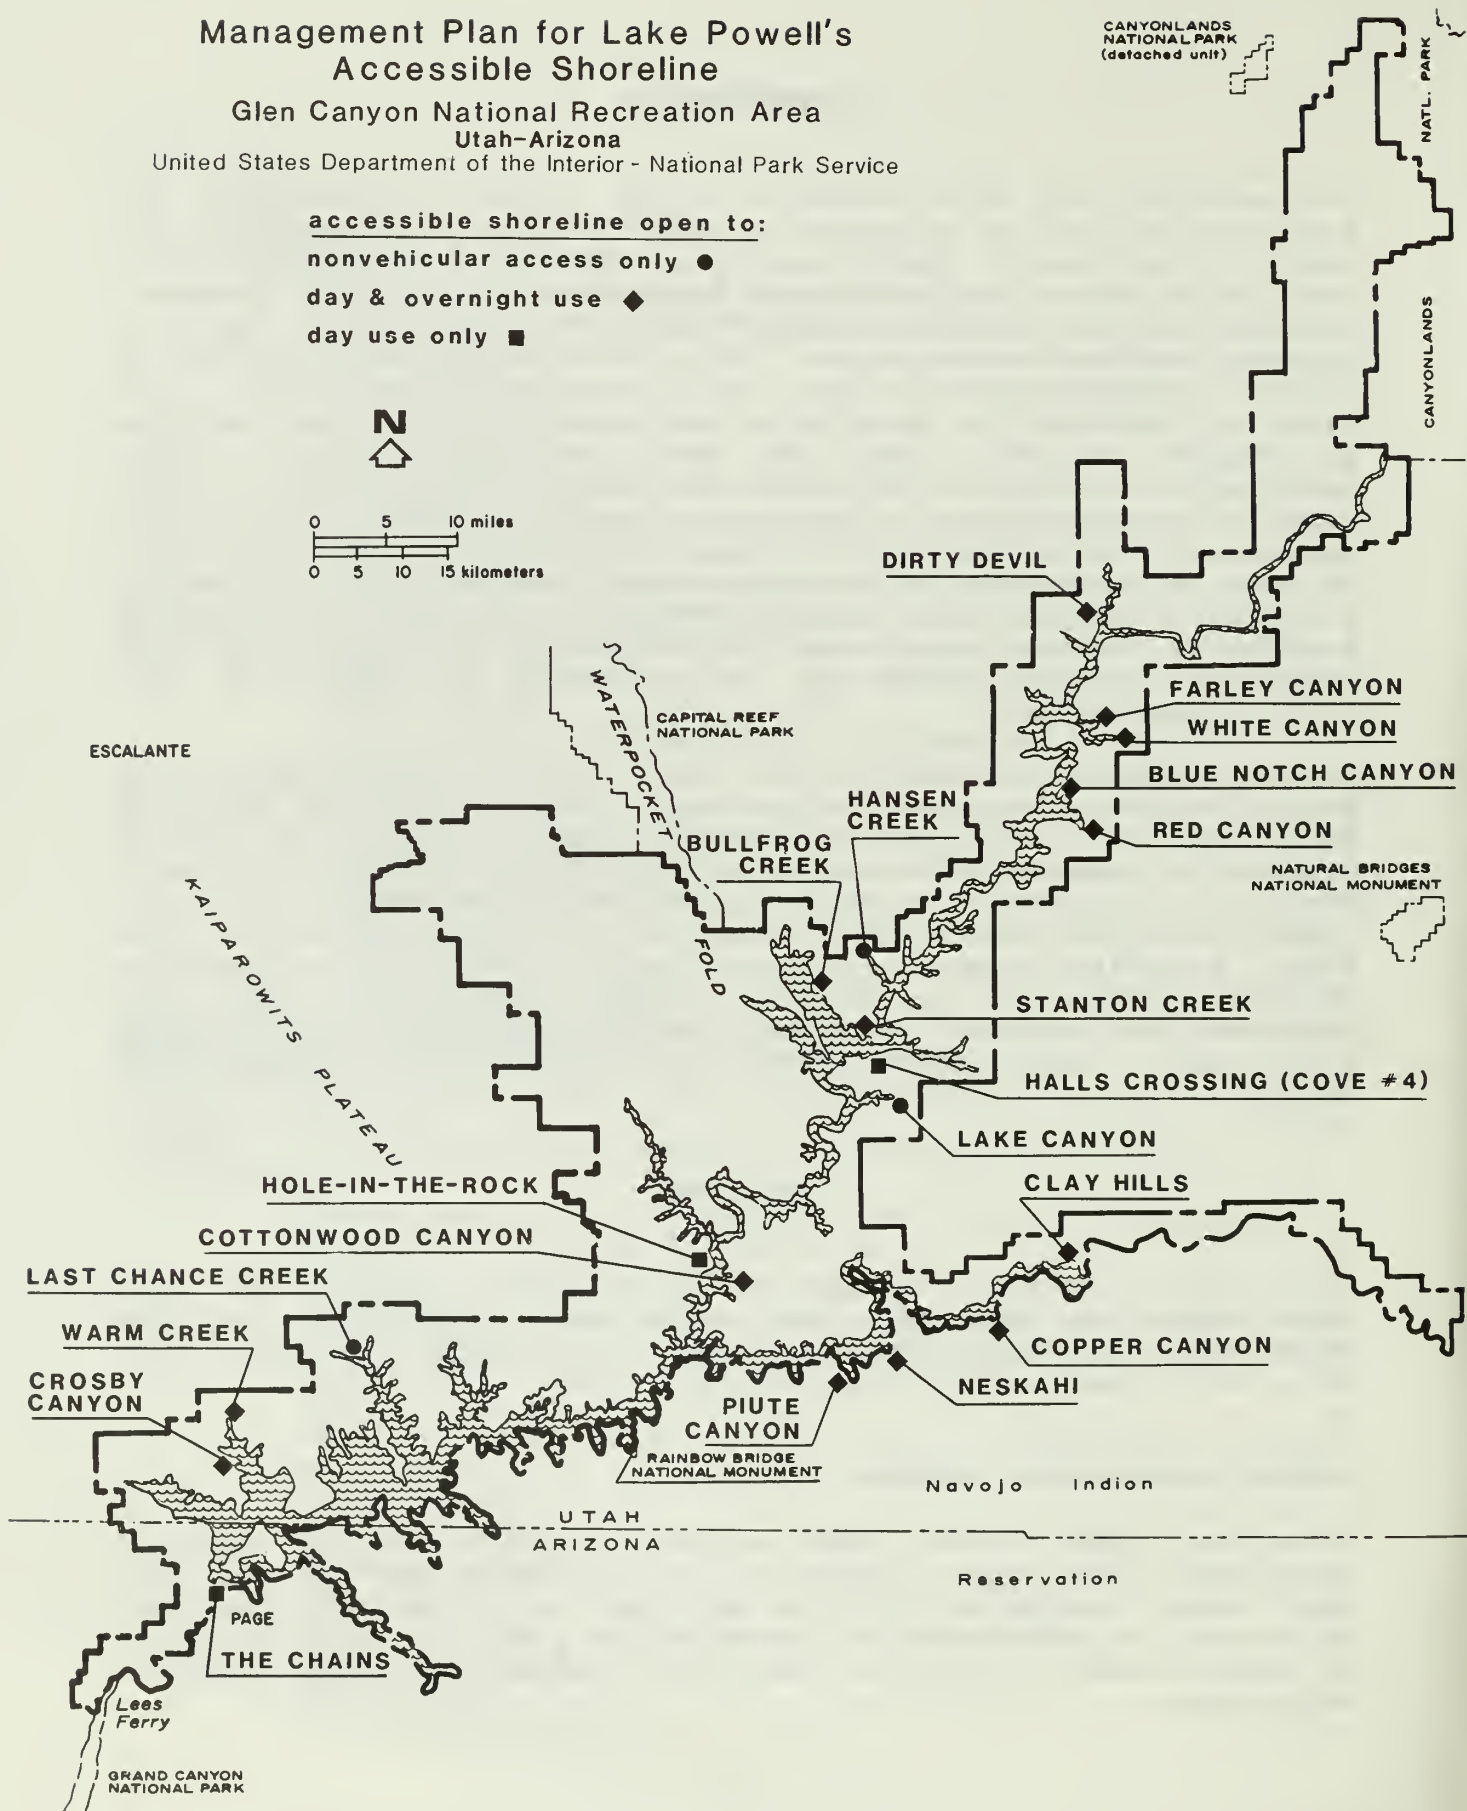 Management Plan for Lake Powell's
Accessible Shoreline
Glen Canyon National Recreation Area
Utah-Arizona
United States Department of the Interior - National Park Service
accessible shoreline open to:
nonvehicular access only
day & overnight use
day use only
N
0 5 10 miles
0 5 10 15 kilometers
CANYONLANDS
NATIONAL PARK
(detached unit)
NATL. PARK
CANYONLANDS
DIRTY DEVIL
FARLEY CANYON
WHITE CANYON
BLUE NOTCH CANYON
RED CANYON
NATURAL BRIDGES
NATIONAL MONUMENT
WATERPOCKET
FOLD
CAPITAL REEF
NATIONAL PARK
ESCALANTE
HANSEN
CREEK
BULLFROG
CREEK
KAIPAROWITS PLATEAU
STANTON CREEK
HALLS CROSSING (COVE #4)
LAKE CANYON
CLAY HILLS
HOLE-IN-THE-ROCK
COTTONWOOD CANYON
LAST CHANCE CREEK
WARM CREEK
CROSBY
CANYON
COPPER CANYON
NESKAHI
PIUTE
CANYON
RAINBOW BRIDGE
NATIONAL MONUMENT
Navajo Indian
Reservation
UTAH
ARIZONA
PAGE
THE CHAINS
Lees
Ferry
GRAND CANYON
NATIONAL PARK